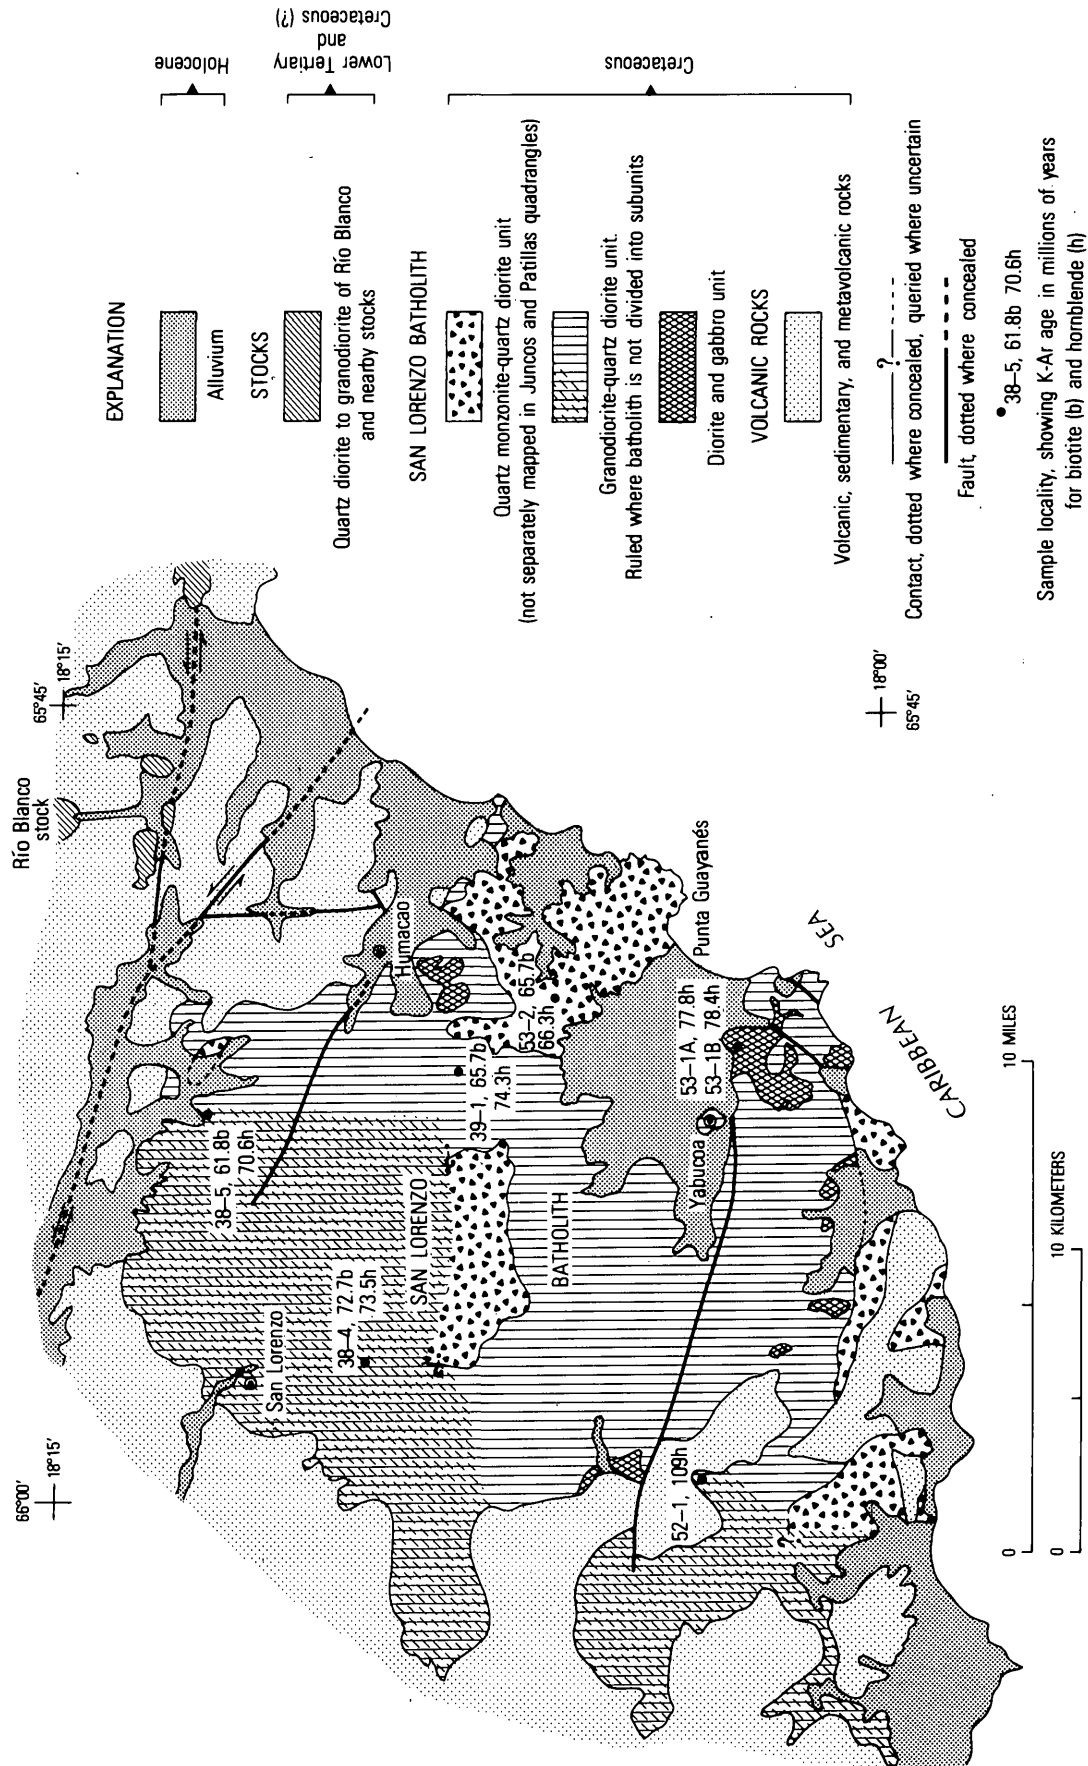 66°00'
18°15'
Río Blanco
stock
65°45'
18°15'
San Lorenzo
38–4, 72.7b
73.5h
38–5, 61.8b
70.6h
Humacao
SAN LORENZO
BATHOLITH
39–1, 65.7b
74.3h
53–2, 65.7b
66.3h
52–1, 109h
Yabucoa
53–1A, 77.8h
53–1B, 78.4h
Punta Guayanés
CARIBBEAN
SEA
18°00'
65°45'
0
10 MILES
0
10 KILOMETERS
EXPLANATION
Alluvium
Holocene
STOCKS
Quartz diorite to granodiorite of Río Blanco
and nearby stocks
Lower Tertiary
and
Cretaceous (?)
SAN LORENZO BATHOLITH
Quartz monzonite-quartz diorite unit
(not separately mapped in Juncos and Patillas quadrangles)
Granodiorite-quartz diorite unit.
Ruled where batholith is not divided into subunits
Diorite and gabbro unit
VOLCANIC ROCKS
Volcanic, sedimentary, and metavolcanic rocks
Cretaceous
?
Contact, dotted where concealed, queried where uncertain
Fault, dotted where concealed
38–5, 61.8b 70.6h
Sample locality, showing K-Ar age in millions of years
for biotite (b) and hornblende (h)